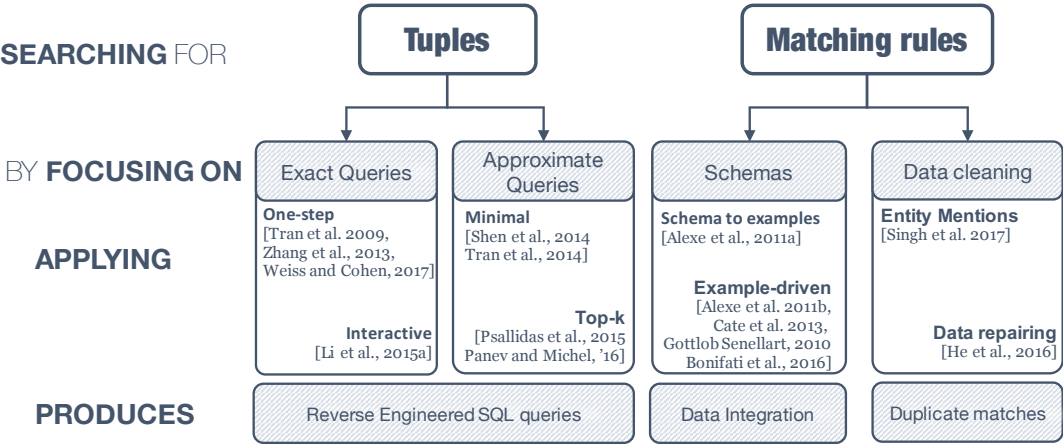 SEARCHING FOR
Tuples
Matching rules
BY FOCUSING ON
Exact Queries
Approximate
Queries
Schemas
Data cleaning
APPLYING
One-step
[Tran et al. 2009,
Zhang et al., 2013,
Weiss and Cohen, 2017]
Interactive
[Li et al., 2015a]
Minimal
[Shen et al., 2014
Tran et al., 2014]
Top-k
[Psallidas et al., 2015
Panev and Michel, ’16]
Schema to examples
[Alexe et al., 2011a]
Example-driven
[Alexe et al. 2011b,
Cate et al. 2013,
Gottlob Senellart, 2010
Bonifati et al., 2016]
Entity Mentions
[Singh et al. 2017]
Data repairing
[He et al., 2016]
PRODUCES
Reverse Engineered SQL queries
Data Integration
Duplicate matches